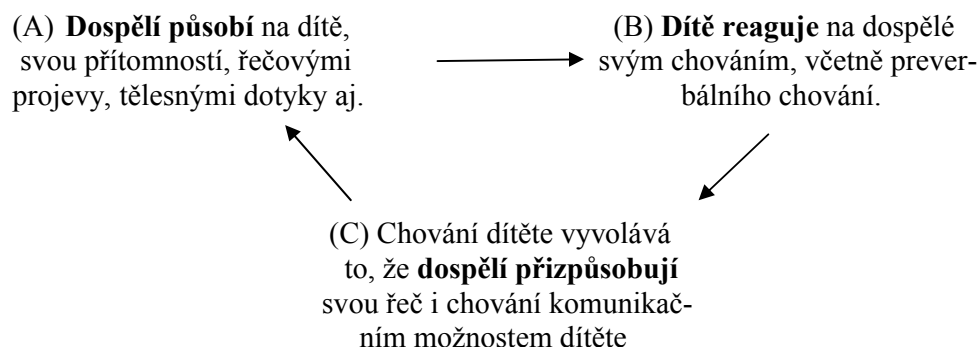 (A) Dospělí působí na dítě,
svou přítomností, řečovými
projevy, tělesnými dotyky aj.
(B) Dítě reaguje na dospělé
svým chováním, včetně prever-
bálního chování.
(C) Chování dítěte vyvolává
to, že dospělí přizpůsobují
svou řeč i chování komunikač-
ním možnostem dítěte